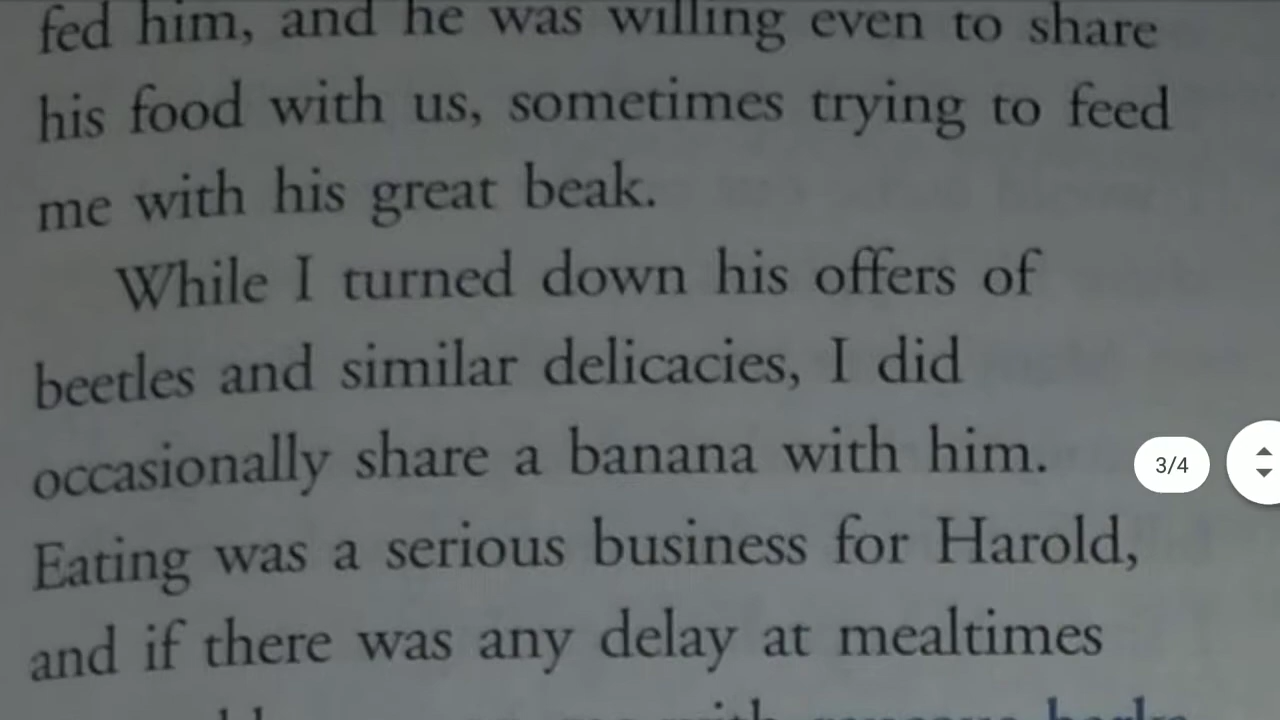 fed him, and he was willing even to share
his food with us, sometimes trying to feed
me with his great beak.
While I turned down his offers of
beetles and similar delicacies, I did
occasionally share a banana with him.
3/4
Eating was a serious business for Harold,
and if there was any delay at mealtimes
with